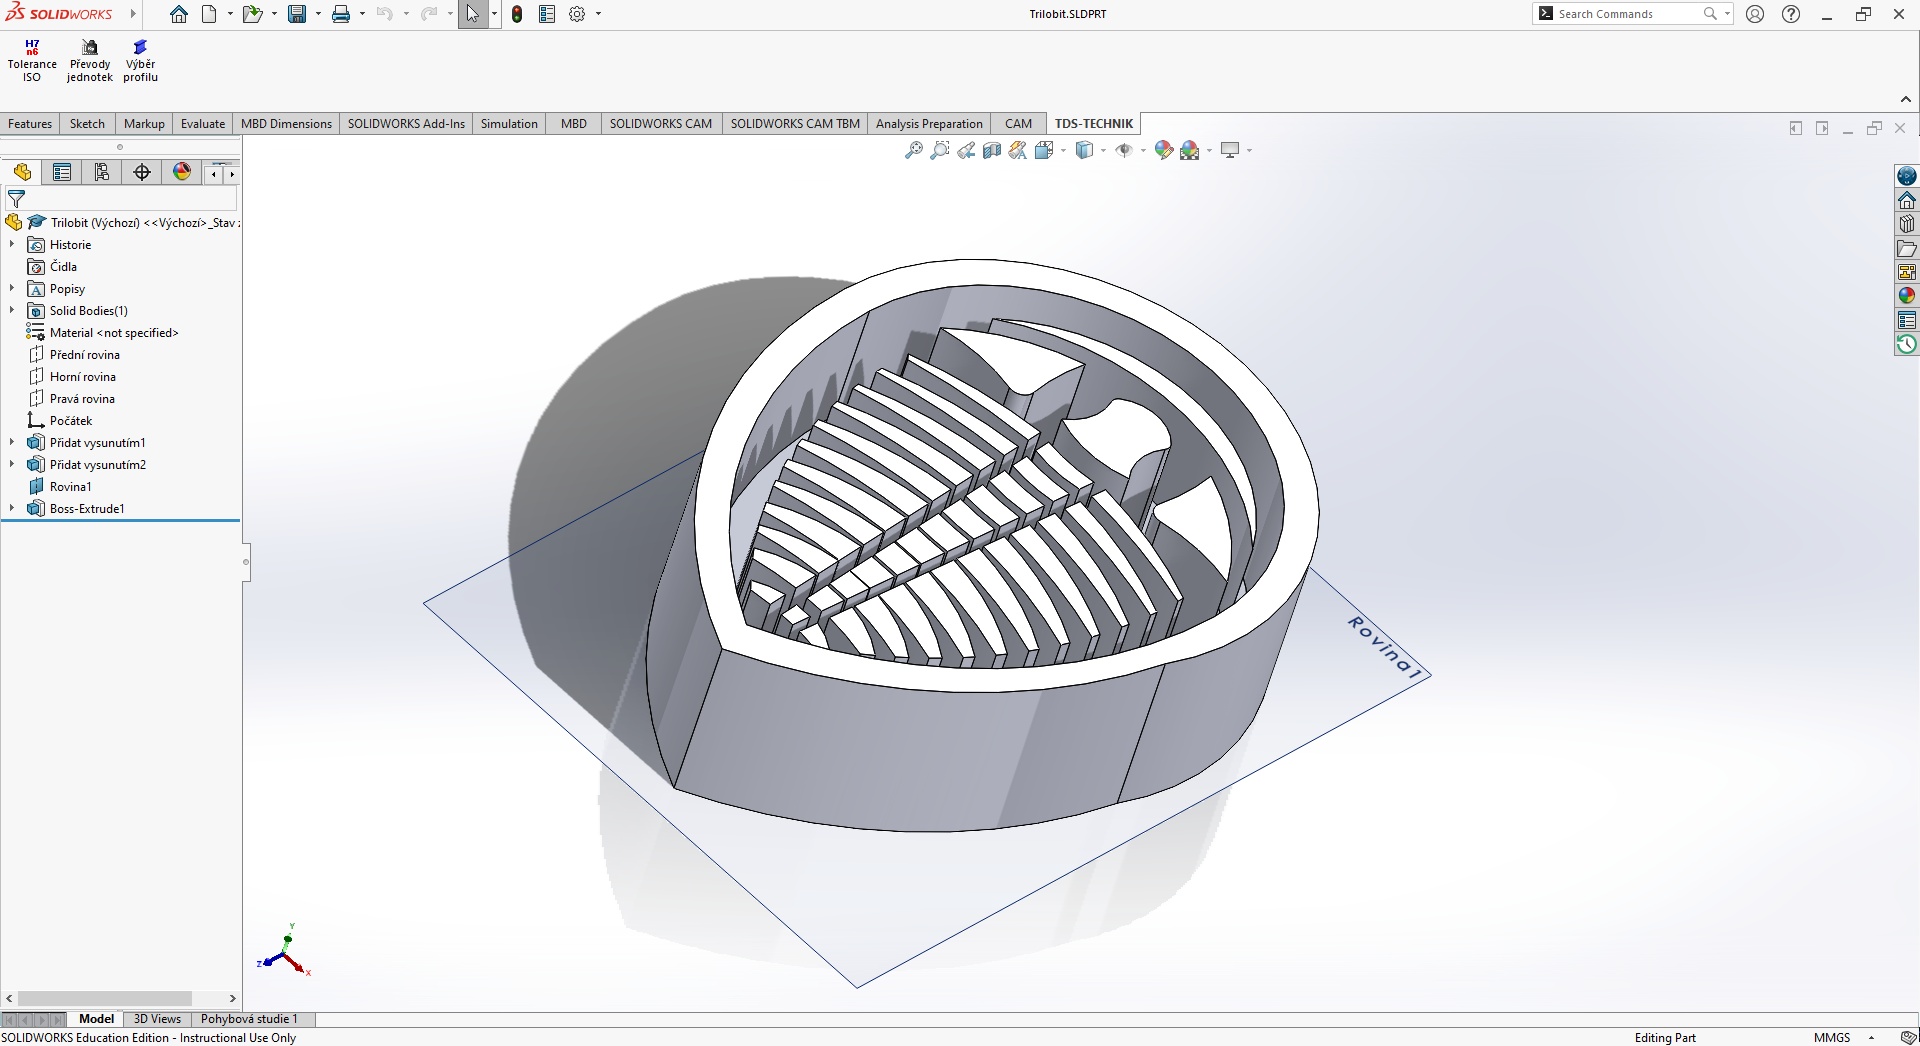 SOLIDWORKS
Trilobit.SLDPRT
Search Commands
H7
n6
Tolerance ISO
Převody jednotek
Výběr profilu
Features Sketch Markup Evaluate MBD Dimensions SOLIDWORKS Add-Ins Simulation MBD SOLIDWORKS CAM SOLIDWORKS CAM TBM Analysis Preparation CAM TDS-TECHNIK
Trilobit (Výchozí) <<Výchozí>_Stav
Historie
Čidla
Popisy
Solid Bodies(1)
Material <not specified>
Přední rovina
Horní rovina
Pravá rovina
Počátek
Přidat vysunutím1
Přidat vysunutím2
Rovina1
Boss-Extrude1
Rovina1
Y
Z
X
Model 3D Views Pohybová studie 1
SOLIDWORKS Education Edition - Instructional Use Only
Editing Part
MMGS